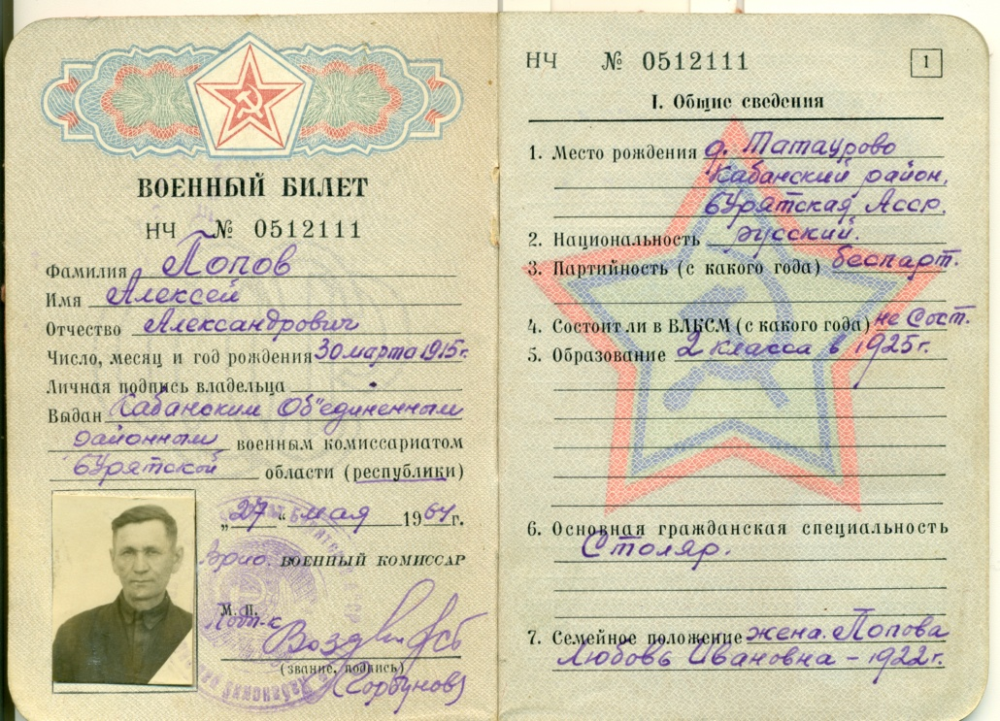 ВОЕННЫЙ БИЛЕТ
НЧ № 0512111
Фамилия Попов
Имя Алексей
Отчество Александрович
Число, месяц и год рождения 30 марта 1915 г.
Личная подпись владельца
Выдан Кабанским Об"единенным
районным военным комиссариатом
бурятской области (республики)
„27“ мая 1964 г.
Врио. ВОЕННЫЙ КОМИССАР
М. П.
Подп-к
(звание, подпись)
(Горбунов)
НЧ № 0512111
1
I. Общие сведения
1. Место рождения д. Татаурово
Кабанский район,
бурятская Асср.
2. Национальность русский.
3. Партийность (с какого года) беспарт.
4. Состоит ли в ВЛКСМ (с какого года) не сост.
5. Образование 2 класса в 1925 г.
6. Основная гражданская специальность
Столяр.
7. Семейное положение жена. Попова
Любовь Ивановна - 1922 г.